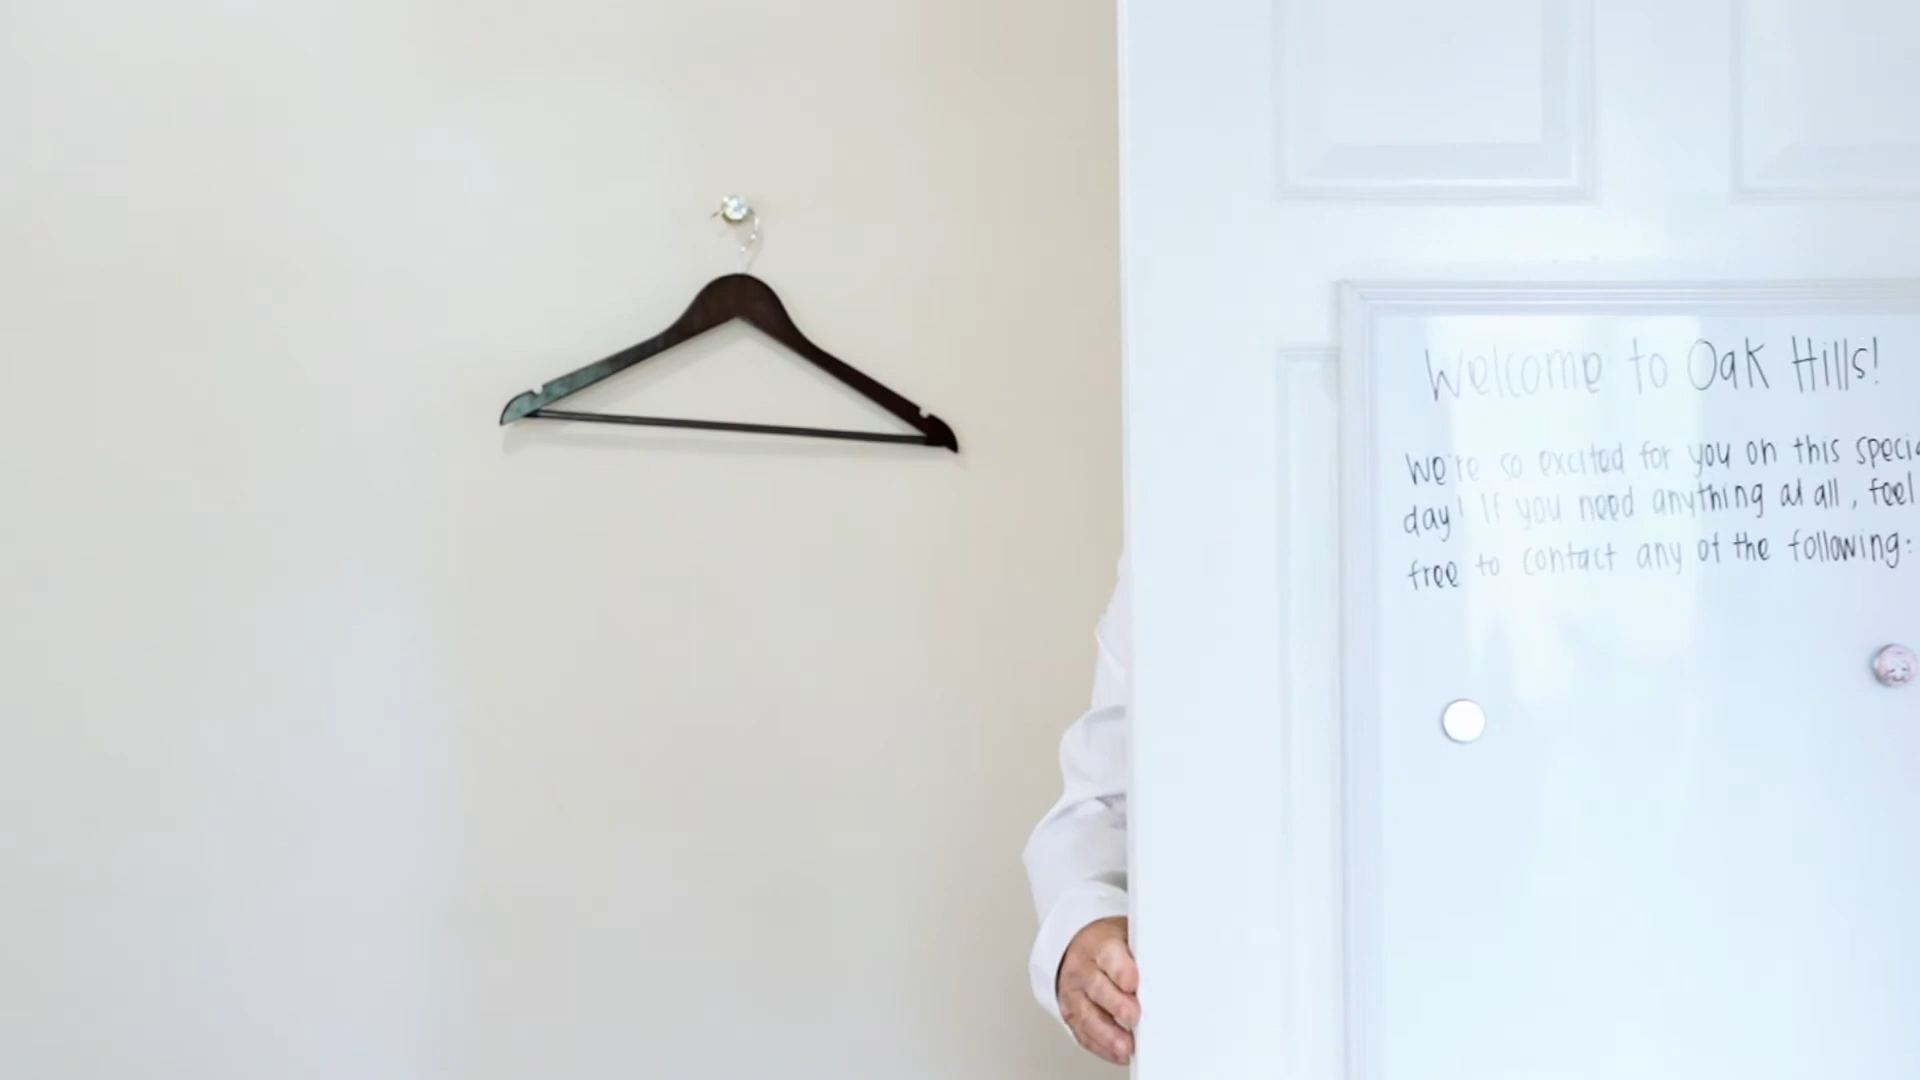 Welcome to Oak Hills!
We're so excited for you on this specia
day! If you need anything at all, feel
free to contact any of the following: